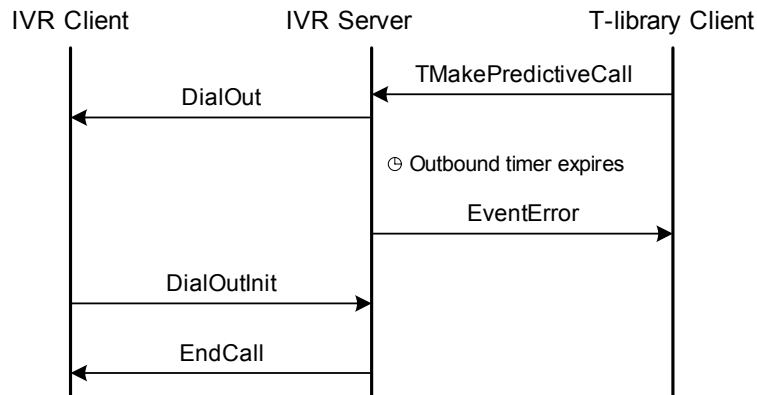 IVR Client
IVR Server
T-library Client
TMakePredictiveCall
DialOut
Outbound timer expires
EventError
DialOutInit
EndCall